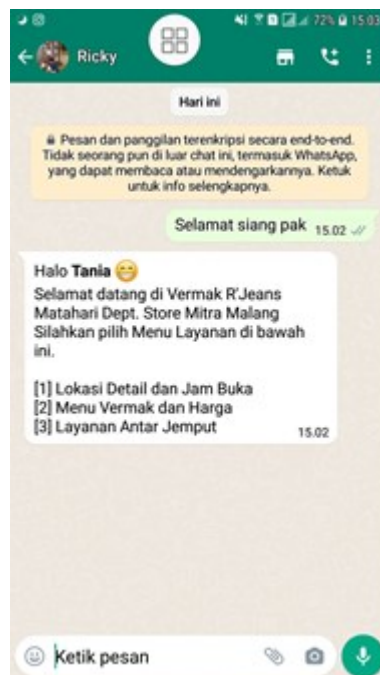 72% 15.03
Ricky
Hari ini
Pesan dan panggilan terenkripsi secara end-to-end.
Tidak seorang pun di luar chat ini, termasuk WhatsApp,
yang dapat membaca atau mendengarkannya. Ketuk
untuk info selengkapnya.
Selamat siang pak 15.02
Halo Tania
Selamat datang di Vermak R'Jeans
Matahari Dept. Store Mitra Malang
Silahkan pilih Menu Layanan di bawah
ini.
[1] Lokasi Detail dan Jam Buka
[2] Menu Vermak dan Harga
[3] Layanan Antar Jemput
15.02
Ketik pesan